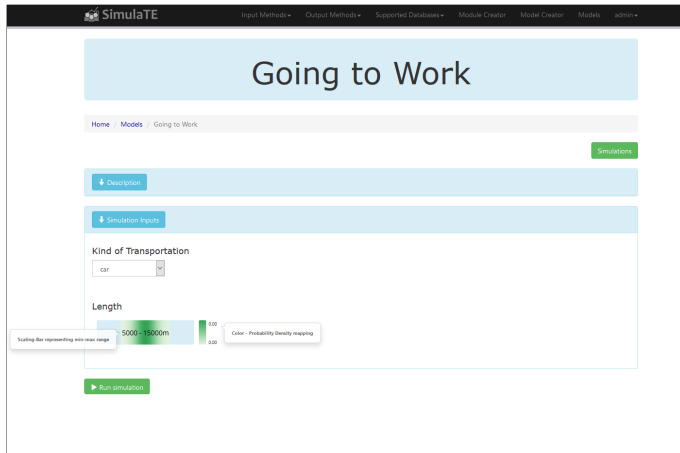 SimulaTE
Input Methods Output Methods Supported Databases Module Creator Model Creator Models admin
Going to Work
Home / Models / Going to Work
Simulations
Description
Simulation Inputs
Kind of Transportation
car
Length
5000 - 15000m
0.00
0.00
Color - Probability Density mapping
Scaling-Bar representing min-max range
Run simulation